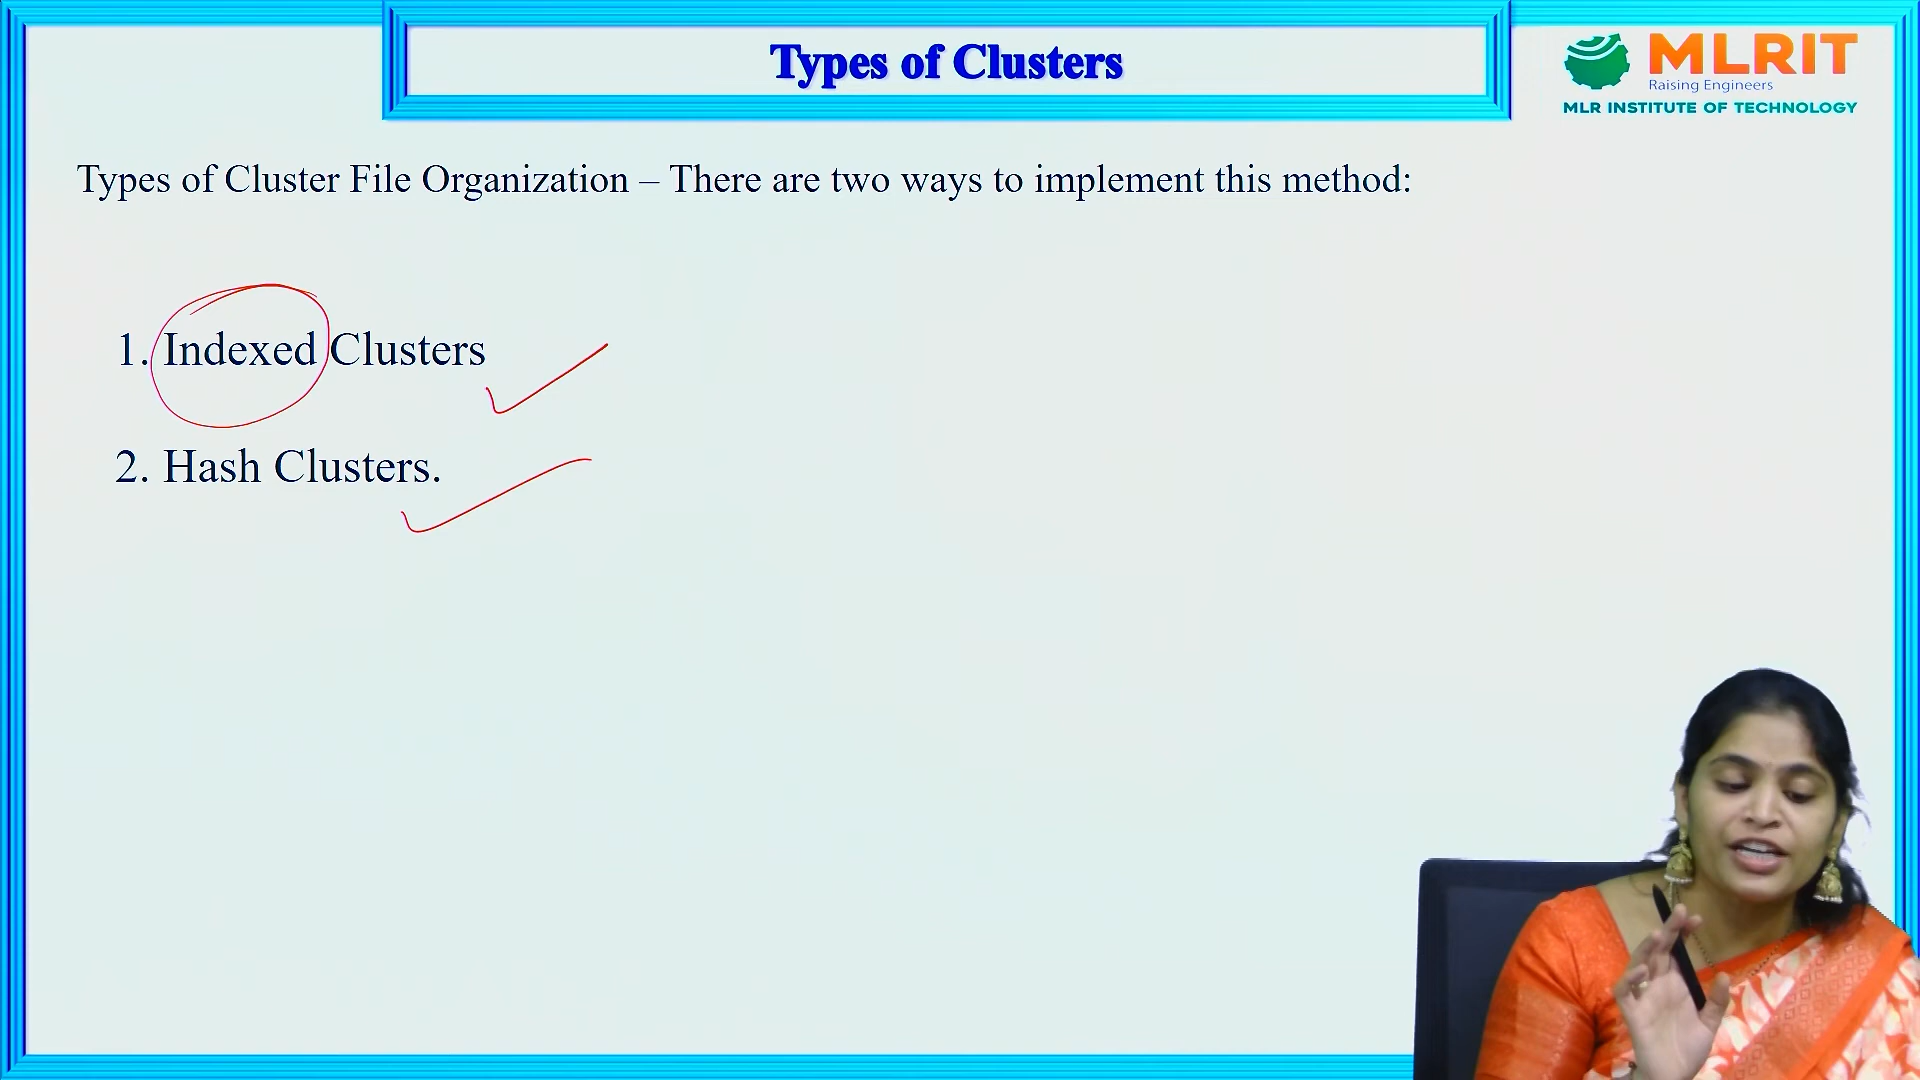 Types of Clusters
MLRIT
Raising Engineers
MLR INSTITUTE OF TECHNOLOGY
Types of Cluster File Organization – There are two ways to implement this method:
1. Indexed Clusters
2. Hash Clusters.